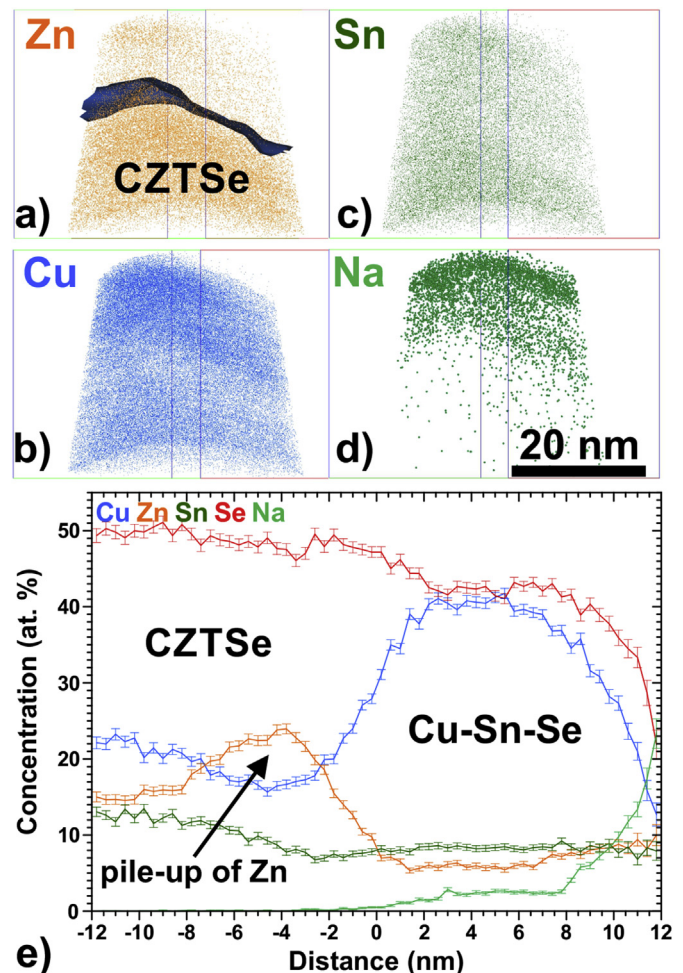 Zn
Sn
CZTSe
a)
c)
Cu
Na
b)
d)
20 nm
Cu Zn Sn Se Na
50
40
30
20
10
0
Concentration (at. %)
CZTSe
Cu-Sn-Se
pile-up of Zn
-12 -10 -8 -6 -4 -2 0 2 4 6 8 10 12
Distance (nm)
e)